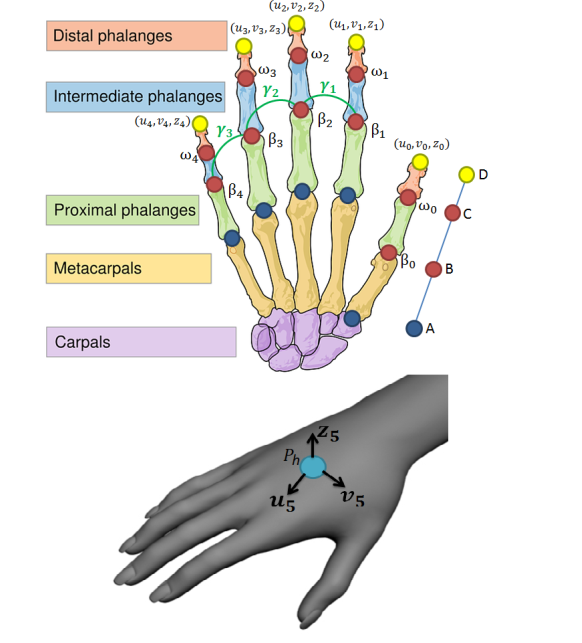 (u₂, v₂, z₂)
(u₃, v₃, z₃)
(u₁, v₁, z₁)
Distal phalanges
ω₂
ω₃
ω₁
γ₂
γ₁
Intermediate phalanges
(u₄, v₄, z₄)
β₂
γ₃
β₁
β₃
(u₀, v₀, z₀)
ω₄
D
β₄
ω₀
Proximal phalanges
C
β₀
Metacarpals
B
A
Carpals
z₅
Pₕ
u₅
v₅